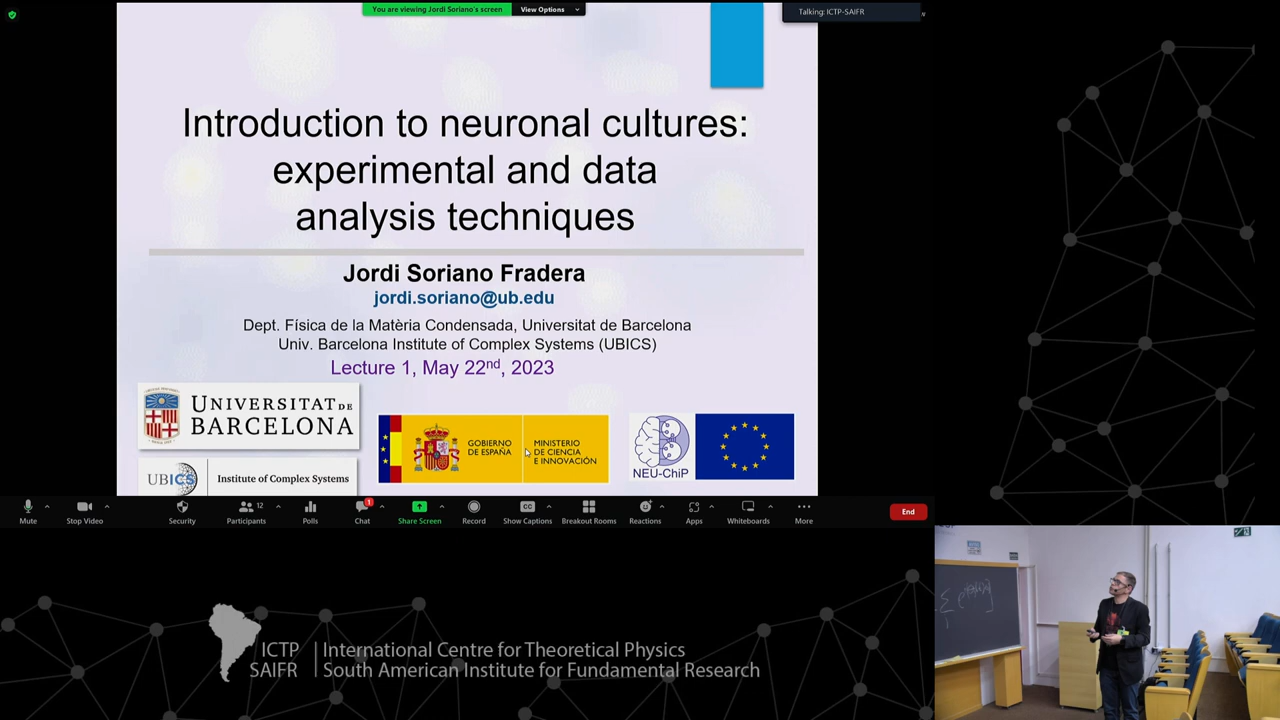 You are viewing Jordi Soriano's screen
View Options
Talking: ICTP-SAIFR
Introduction to neuronal cultures:
experimental and data
analysis techniques
Jordi Soriano Fradera
jordi.soriano@ub.edu
Dept. Física de la Matèria Condensada, Universitat de Barcelona
Univ. Barcelona Institute of Complex Systems (UBICS)
Lecture 1, May 22nd, 2023
UNIVERSITAT DE
BARCELONA
GOBIERNO
DE ESPAÑA
MINISTERIO
DE CIENCIA
E INNOVACIÓN
NEU-ChiP
UBICS
Institute of Complex Systems
Mute
Stop Video
Security
12
Participants
Polls
1
Chat
Share Screen
Record
CC
Show Captions
Breakout Rooms
Reactions
Apps
Whiteboards
More
End
ICTP
SAIFR
International Centre for Theoretical Physics
South American Institute for Fundamental Research